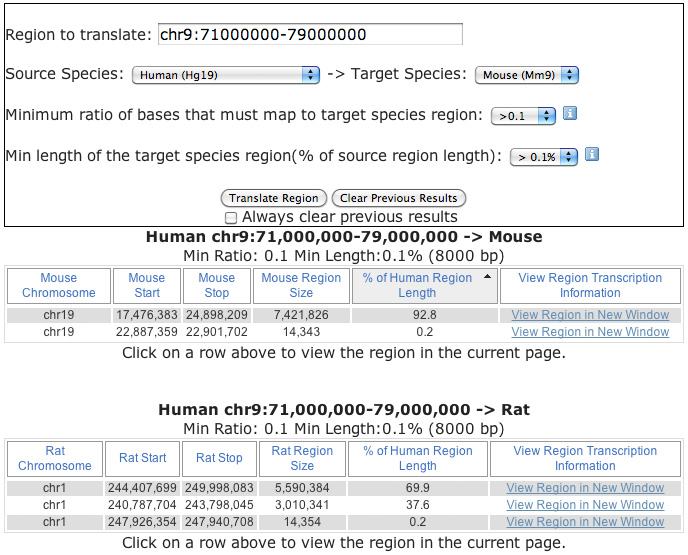 Region to translate: chr9:71000000-79000000
Source Species: Human (Hg19) -> Target Species: Mouse (Mm9)
Minimum ratio of bases that must map to target species region: >0.1 i
Min length of the target species region(% of source region length): > 0.1% i
Translate Region Clear Previous Results
Always clear previous results
Human chr9:71,000,000-79,000,000 -> Mouse
Min Ratio: 0.1 Min Length:0.1% (8000 bp)
Mouse Chromosome Mouse Start Mouse Stop Mouse Region Size % of Human Region Length View Region Transcription Information
chr19 17,476,383 24,898,209 7,421,826 92.8 View Region in New Window
chr19 22,887,359 22,901,702 14,343 0.2 View Region in New Window
Click on a row above to view the region in the current page.
Human chr9:71,000,000-79,000,000 -> Rat
Min Ratio: 0.1 Min Length:0.1% (8000 bp)
Rat Chromosome Rat Start Rat Stop Rat Region Size % of Human Region Length View Region Transcription Information
chr1 244,407,699 249,998,083 5,590,384 69.9 View Region in New Window
chr1 240,787,704 243,798,045 3,010,341 37.6 View Region in New Window
chr1 247,926,354 247,940,708 14,354 0.2 View Region in New Window
Click on a row above to view the region in the current page.